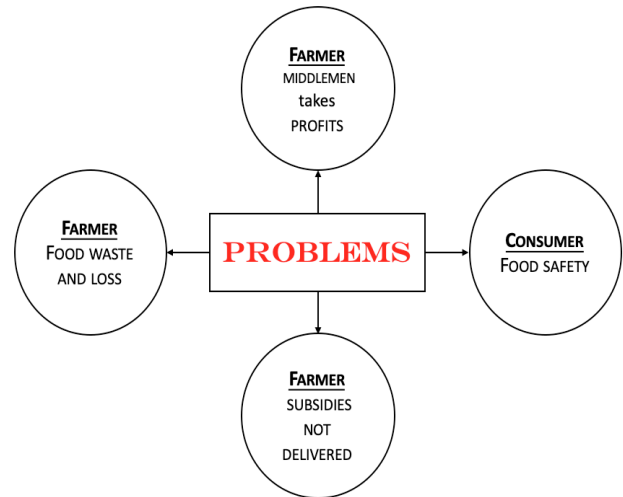 FARMER
MIDDLEMEN
takes
PROFITS
FARMER
FOOD WASTE
AND LOSS
PROBLEMS
CONSUMER
FOOD SAFETY
FARMER
SUBSIDIES
NOT
DELIVERED